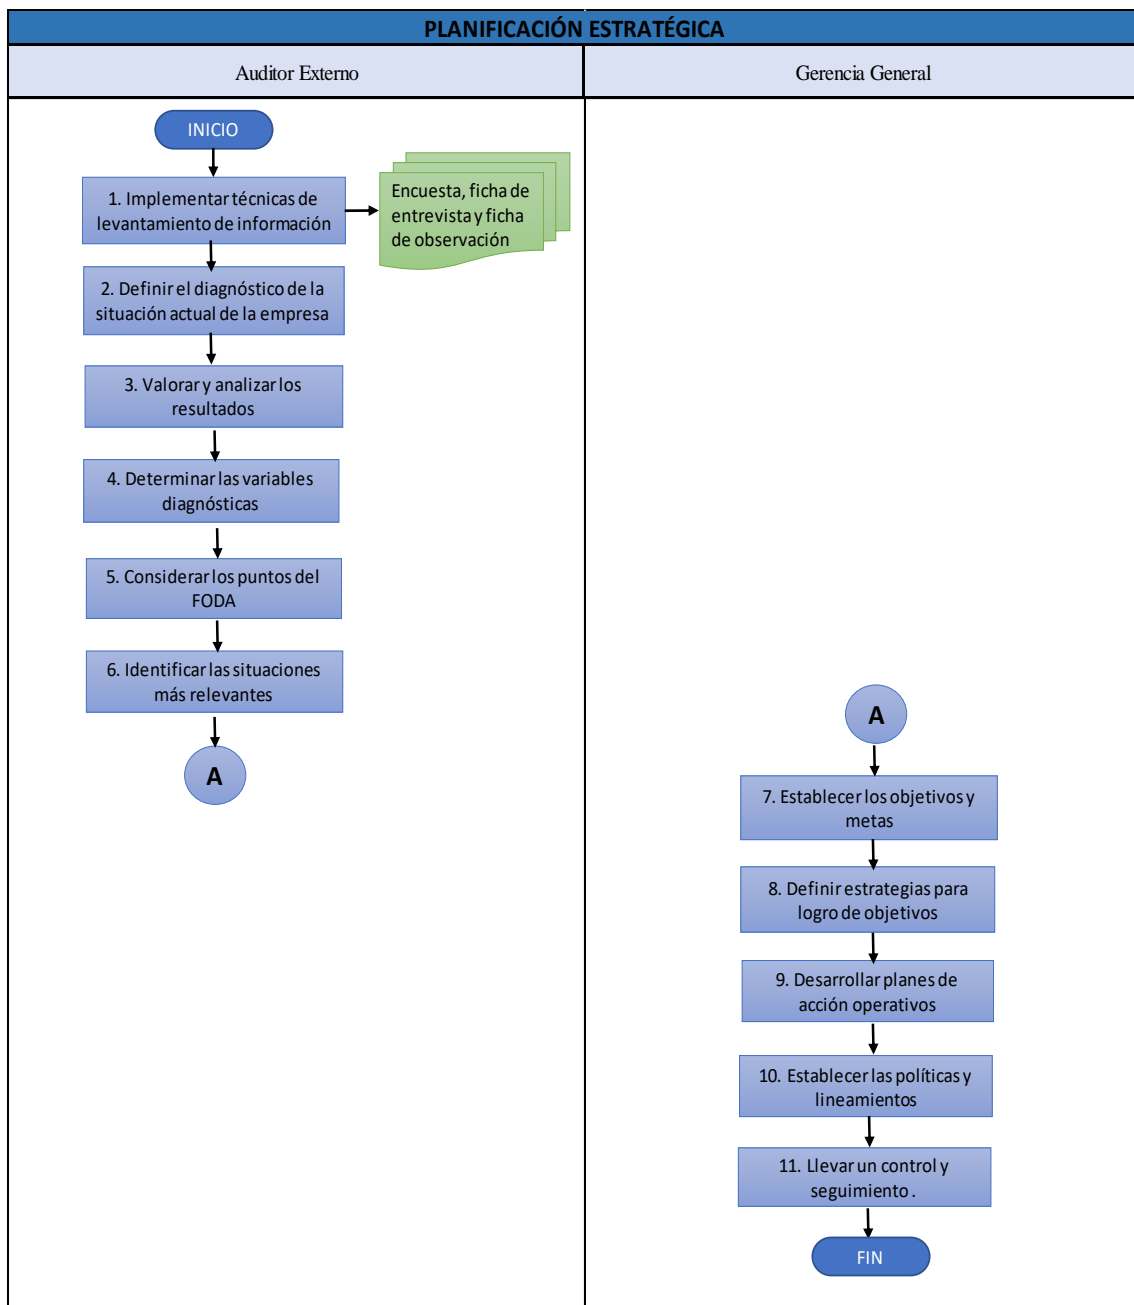 PLANIFICACIÓN ESTRATÉGICA
Auditor Externo
Gerencia General
INICIO
1. Implementar técnicas de
levantamiento de información
Encuesta, ficha de
entrevista y ficha
de observación
2. Definir el diagnóstico de la
situación actual de la empresa
3. Valorar y analizar los
resultados
4. Determinar las variables
diagnósticas
5. Considerar los puntos del
FODA
6. Identificar las situaciones
más relevantes
A
A
7. Establecer los objetivos y
metas
8. Definir estrategias para
logro de objetivos
9. Desarrollar planes de
acción operativos
10. Establecer las políticas y
lineamientos
11. Llevar un control y
seguimiento .
FIN